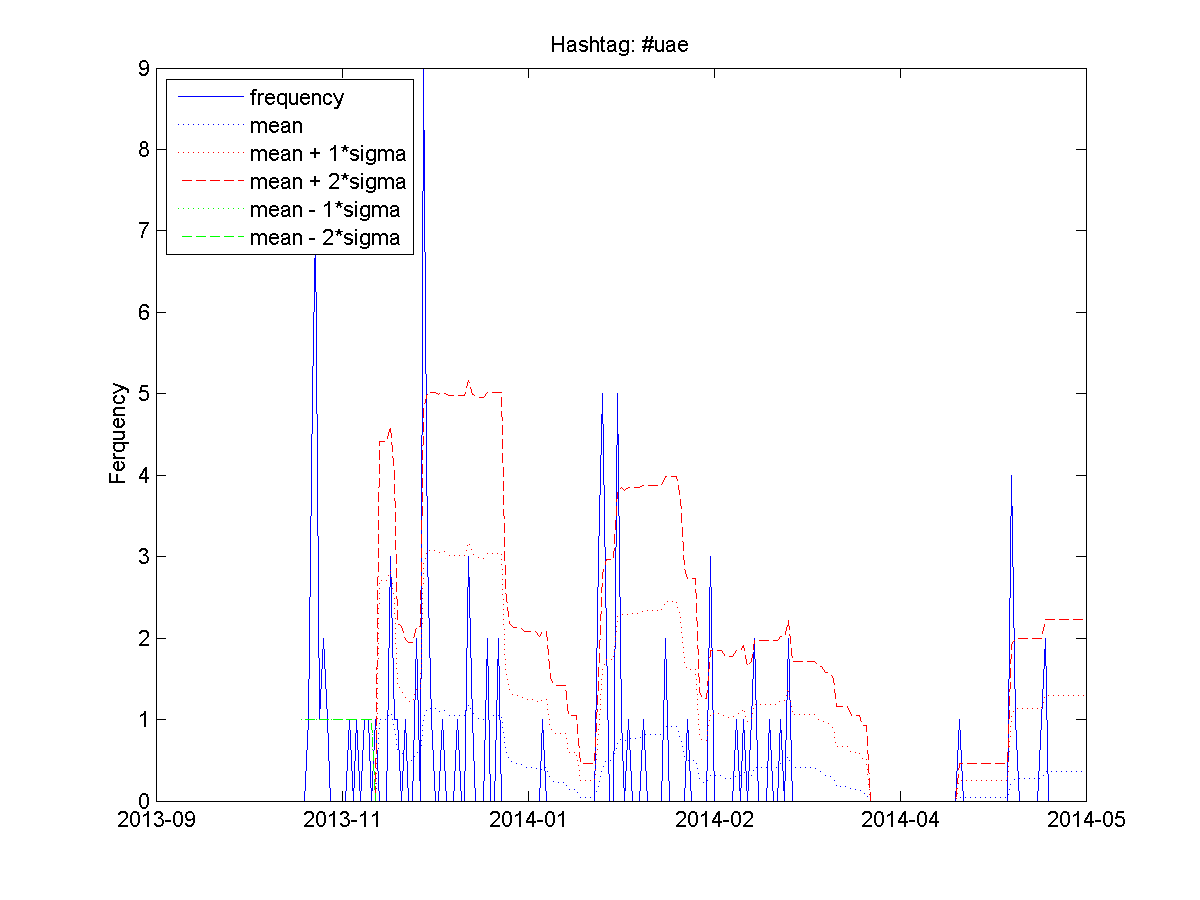 Hashtag: #uae
9
8
7
6
5
4
3
2
1
0
Ferquency
frequency
mean
mean + 1*sigma
mean + 2*sigma
mean - 1*sigma
mean - 2*sigma
2013-09 2013-11 2014-01 2014-02 2014-04 2014-05